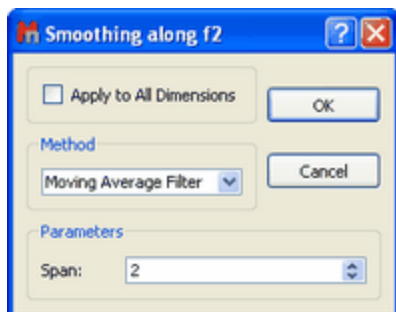 Smoothing along f2
Apply to All Dimensions
OK
Method
Moving Average Filter
Cancel
Parameters
Span: 2